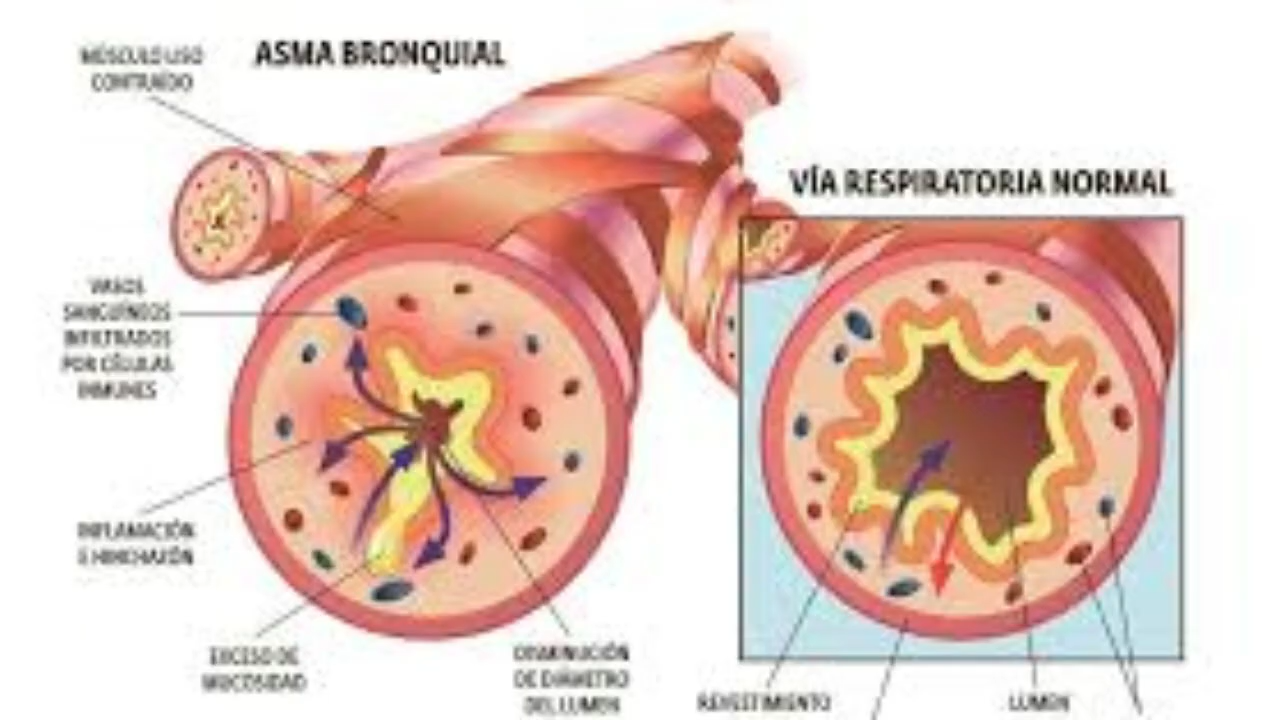 MÚSCULO LISO
CONTRAÍDO
ASMA BRONQUIAL
VÍA RESPIRATORIA NORMAL
VASOS
SANGUÍNEOS
INFILTRADOS
POR CÉLULAS
INMUNES
INFLAMACIÓN
E HINCHAZÓN
EXCESO DE
MUCOSIDAD
DISMINUCIÓN
DE DIÁMETRO
DEL LUMEN
REVESTIMIENTO
LUMEN